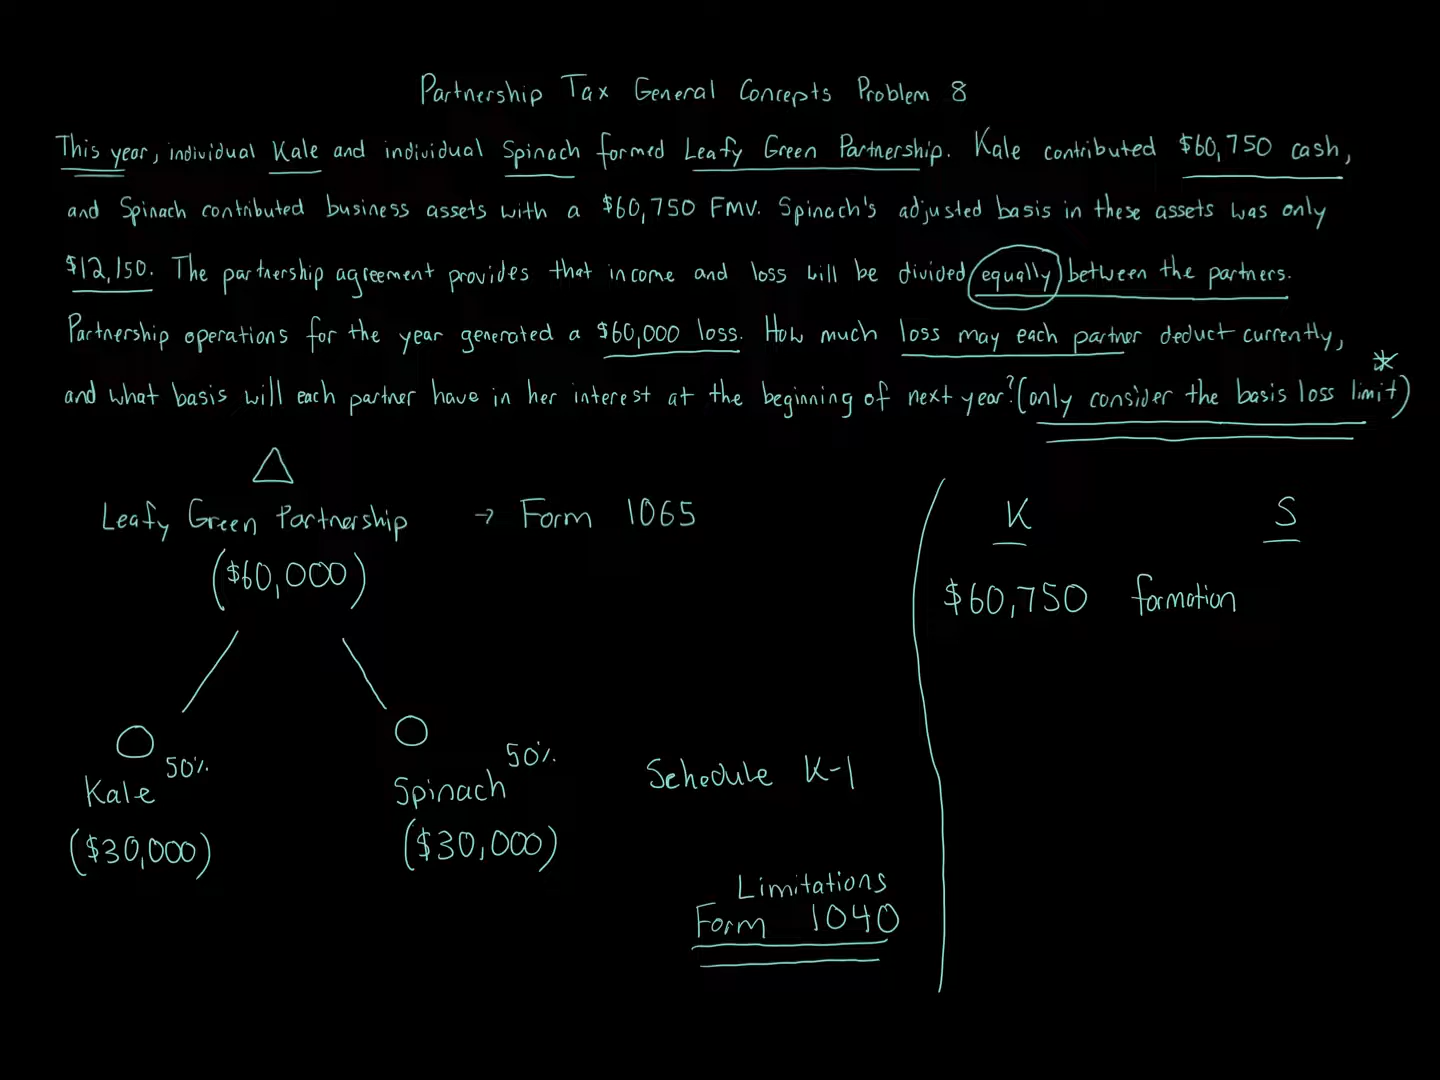 Partnership Tax General Concepts Problem 8
This year, individual Kale and individual Spinach formed Leafy Green Partnership. Kale contributed $60,750 cash,
and Spinach contributed business assets with a $60,750 FMV. Spinach's adjusted basis in these assets was only
$12,150. The partnership agreement provides that income and loss will be divided equally between the partners.
Partnership operations for the year generated a $60,000 loss. How much loss may each partner deduct currently,
and what basis will each partner have in her interest at the beginning of next year? (only consider the basis loss limit)*
Leafy Green Partnership → Form 1065
($60,000)
Kale 50%
($30,000)
Spinach 50%
($30,000)
Schedule K-1
Limitations
Form 1040
K S
$60,750 formation